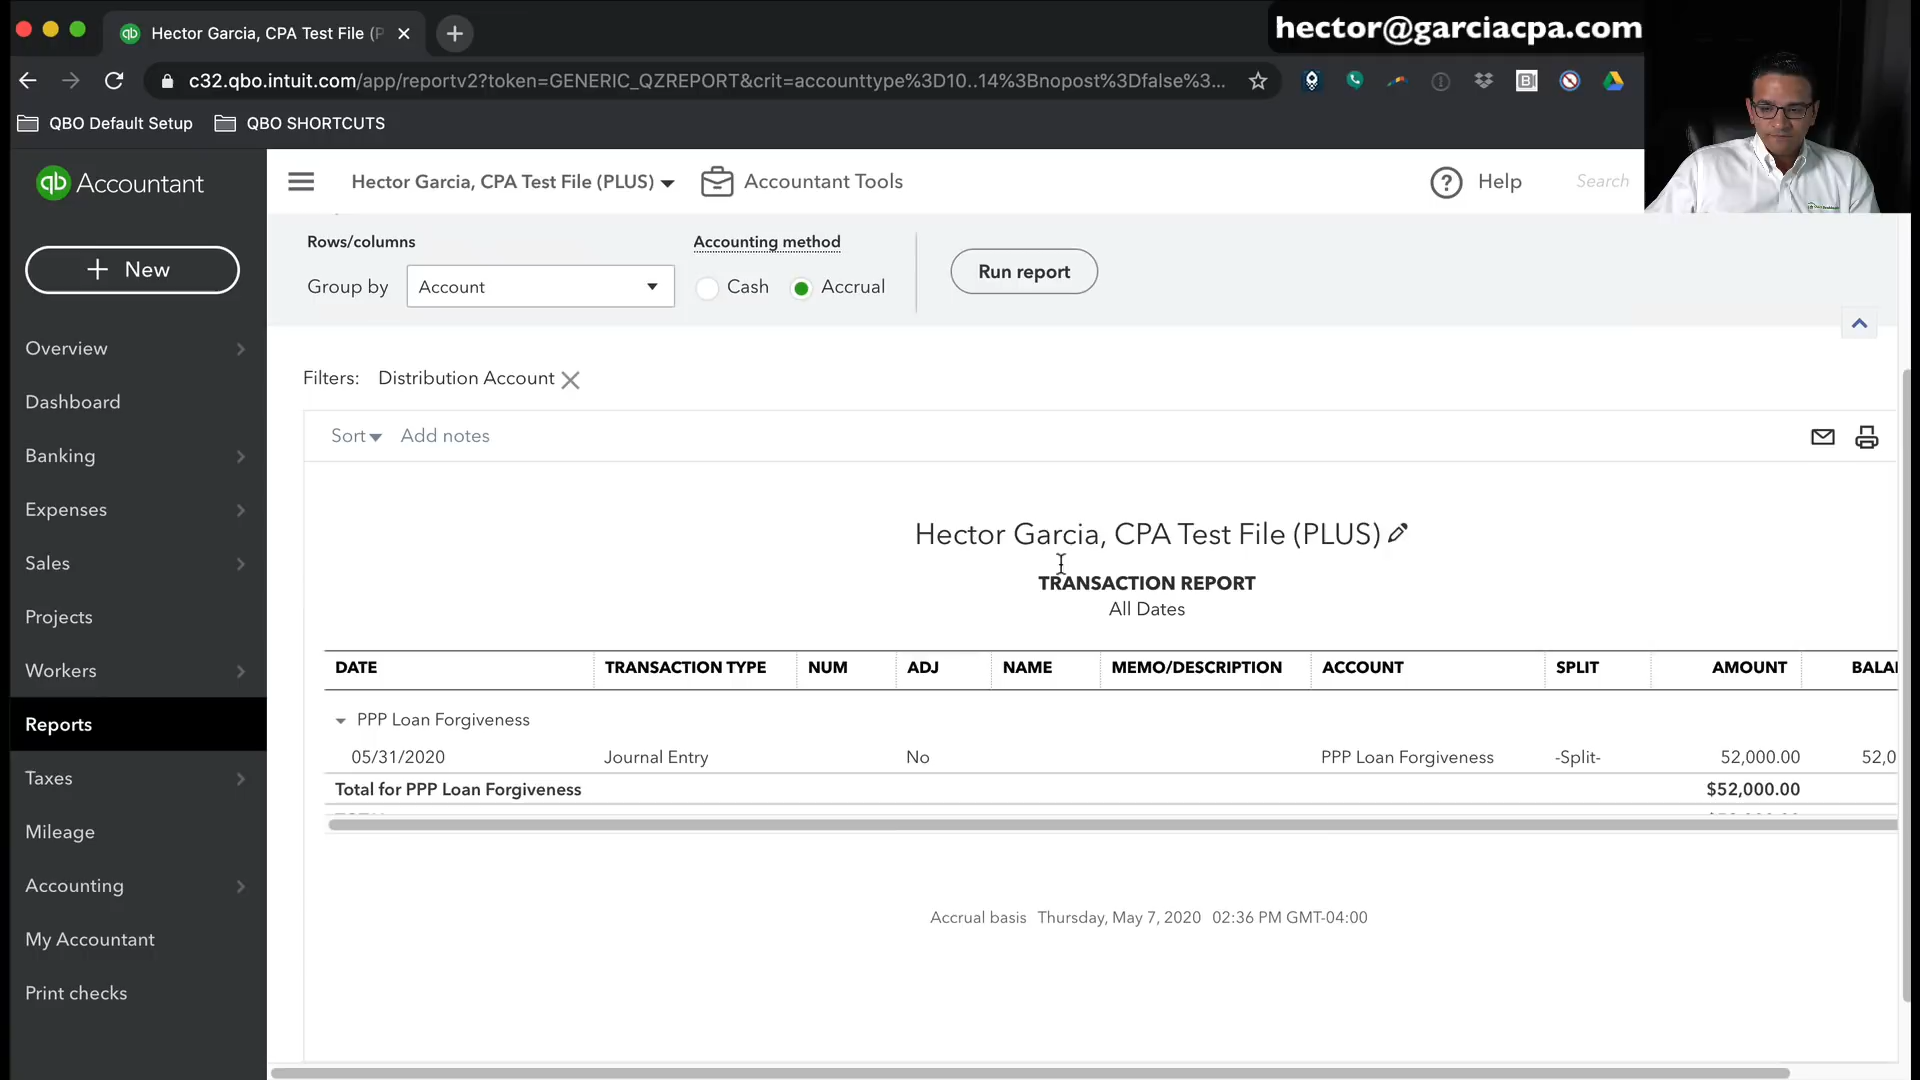 Hector Garcia, CPA Test File (P
hector@garciacpa.com
c32.qbo.intuit.com/app/reportv2?token=GENERIC_QZREPORT&crit=accounttype%3D10..14%3Bnopost%3Dfalse%3...
QBO Default Setup QBO SHORTCUTS
qb Accountant
Hector Garcia, CPA Test File (PLUS) Accountant Tools
? Help Search
+ New
Overview
Dashboard
Banking
Expenses
Sales
Projects
Workers
Reports
Taxes
Mileage
Accounting
My Accountant
Print checks
Rows/columns Accounting method
Group by Account Cash Accrual Run report
Filters: Distribution Account
Sort Add notes
Hector Garcia, CPA Test File (PLUS)
TRANSACTION REPORT
All Dates
DATE TRANSACTION TYPE NUM ADJ NAME MEMO/DESCRIPTION ACCOUNT SPLIT AMOUNT BALA
PPP Loan Forgiveness
05/31/2020 Journal Entry No PPP Loan Forgiveness -Split- 52,000.00 52,0
Total for PPP Loan Forgiveness $52,000.00
Accrual basis Thursday, May 7, 2020 02:36 PM GMT-04:00